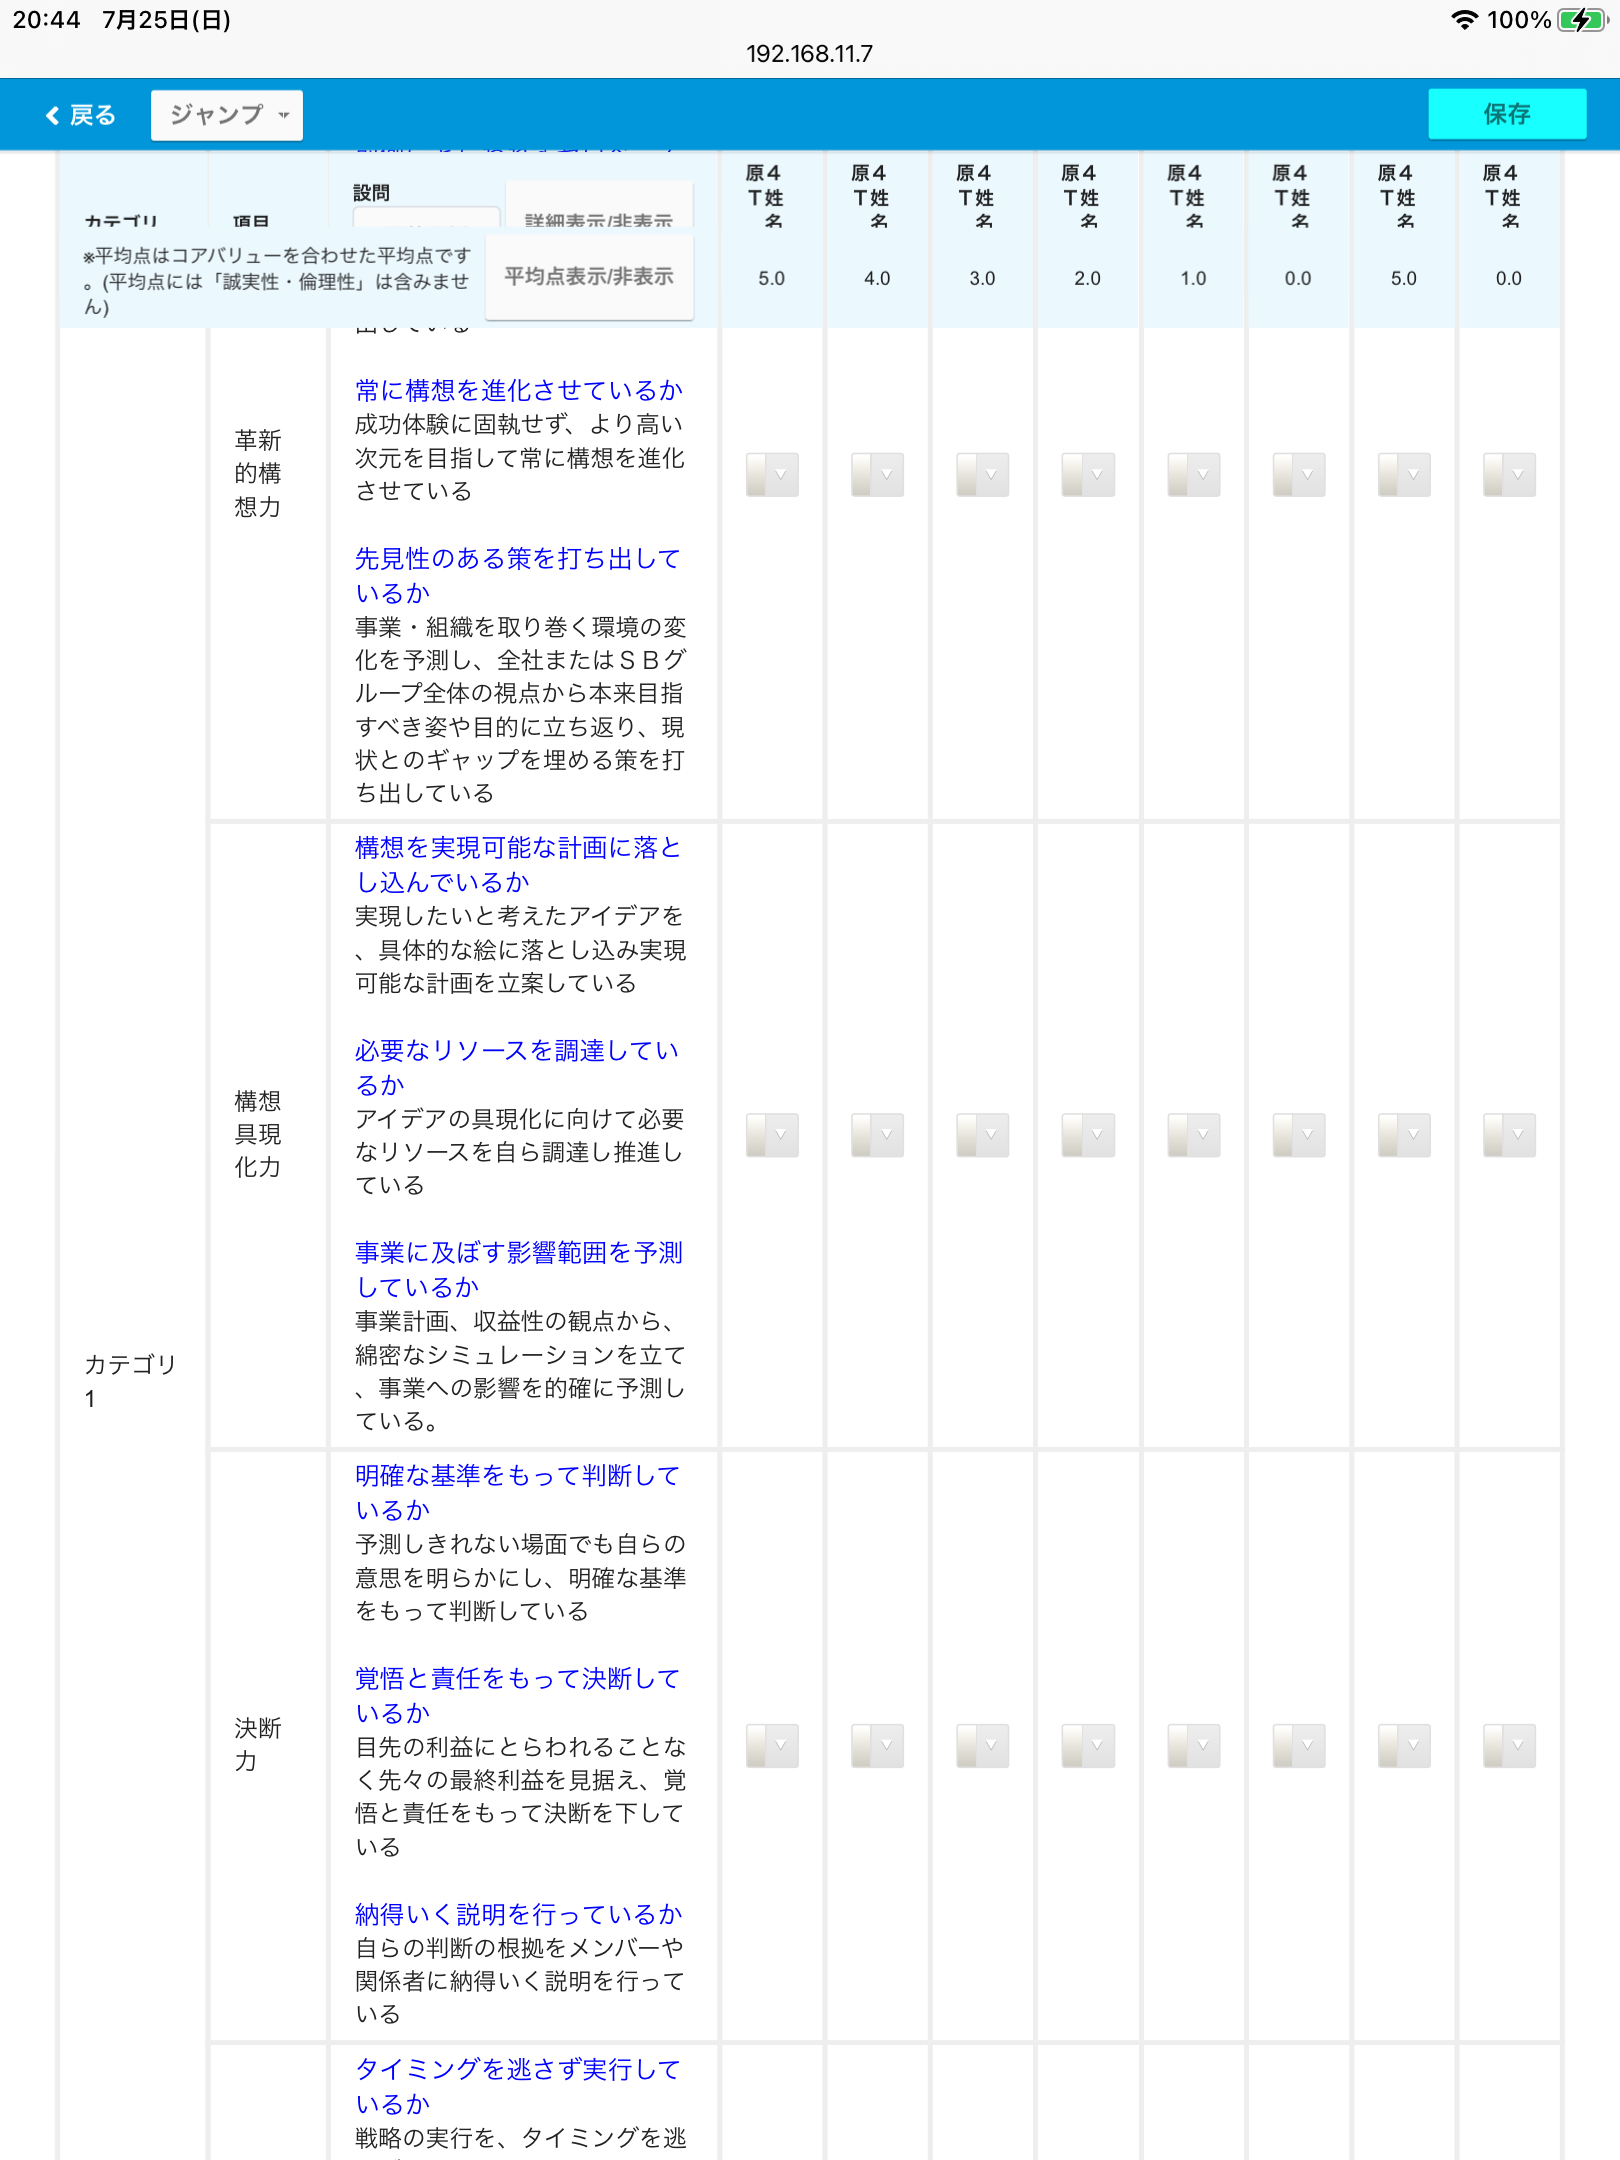 20:44 7月25日(日)
100%
192.168.11.7
戻る
ジャンプ
保存
設問
カテゴリ
項目
詳細表示/非表示
原4
T姓
名
原4
T姓
名
原4
T姓
名
原4
T姓
名
原4
T姓
名
原4
T姓
名
原4
T姓
名
原4
T姓
名
※平均点はコアバリューを合わせた平均点です
。(平均点には「誠実性・倫理性」は含みませ
ん)
平均点表示/非表示
5.0
4.0
3.0
2.0
1.0
0.0
5.0
0.0
出している
カテゴリ
1
革新
的構
想力
常に構想を進化させているか
成功体験に固執せず、より高い
次元を目指して常に構想を進化
させている
先見性のある策を打ち出して
いるか
事業・組織を取り巻く環境の変
化を予測し、全社またはSBグ
ループ全体の視点から本来目指
すべき姿や目的に立ち返り、現
状とのギャップを埋める策を打
ち出している
構想
具現
化力
構想を実現可能な計画に落と
し込んでいるか
実現したいと考えたアイデアを
、具体的な絵に落とし込み実現
可能な計画を立案している
必要なリソースを調達してい
るか
アイデアの具現化に向けて必要
なリソースを自ら調達し推進し
ている
事業に及ぼす影響範囲を予測
しているか
事業計画、収益性の観点から、
綿密なシミュレーションを立て
、事業への影響を的確に予測し
ている。
決断
力
明確な基準をもって判断して
いるか
予測しきれない場面でも自らの
意思を明らかにし、明確な基準
をもって判断している
覚悟と責任をもって決断して
いるか
目先の利益にとらわれることな
く先々の最終利益を見据え、覚
悟と責任をもって決断を下して
いる
納得いく説明を行っているか
自らの判断の根拠をメンバーや
関係者に納得いく説明を行って
いる
タイミングを逃さず実行して
いるか
戦略の実行を、タイミングを逃